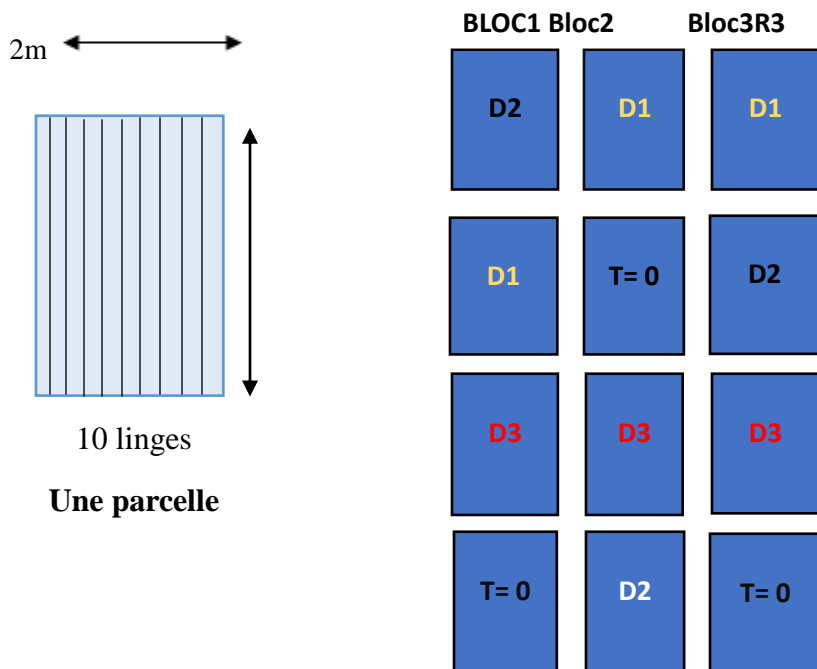 2m
10 linges
Une parcelle
BLOC1 Bloc2 Bloc3R3
D2 D1 D1
D1 T= 0 D2
D3 D3 D3
T= 0 D2 T= 0